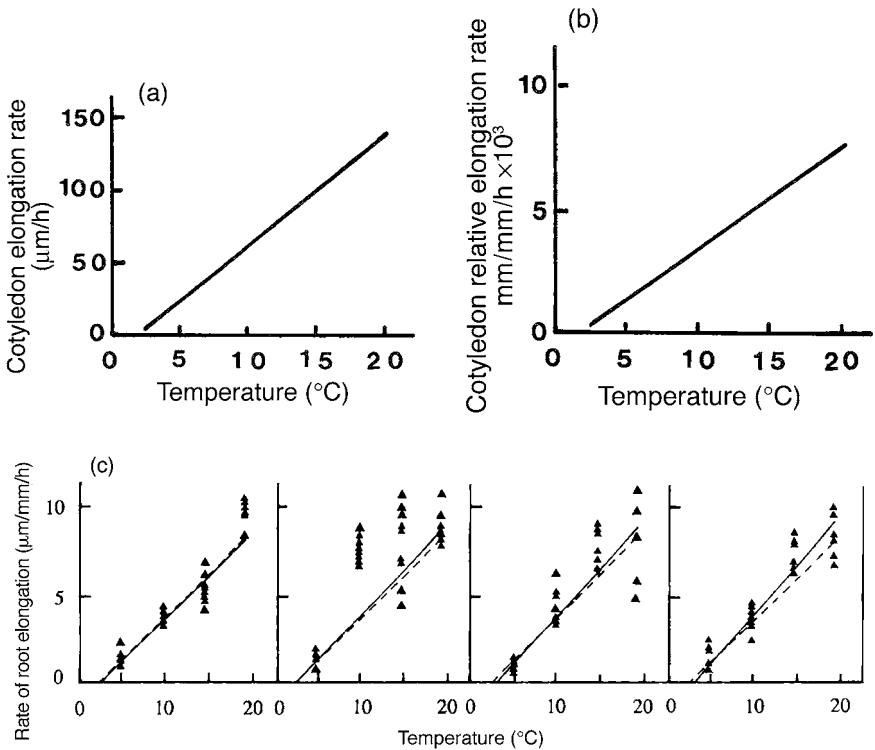 (a)
Cotyledon elongation rate
(μm/h)
150
100
50
0
0 5 10 15 20
Temperature (°C)
(b)
Cotyledon relative elongation rate
mm/mm/h ×10³
10
5
0
0 5 10 15 20
Temperature (°C)
(c)
Rate of root elongation (μm/mm/h)
10
5
0
0 10 20 0 10 20 0 10 20 0 10 20
Temperature (°C)